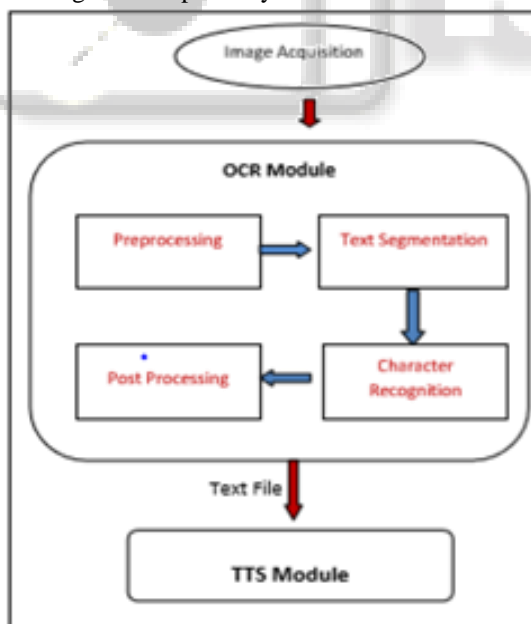 Image Acquisition
OCR Module
Preprocessing
Text Segmentation
Character
Recognition
Post Processing
Text File
TTS Module